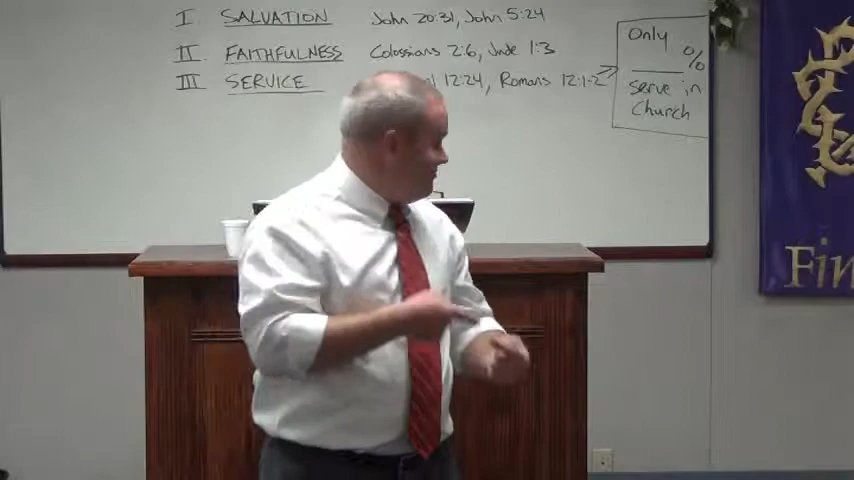 I SALVATION John 20:31, John 5:24
II. FAITHFULNESS Colossians 2:6, Jude 1:3
III SERVICE 12:24, Romans 12:1-2
Only
%
serve in
Church
Fin